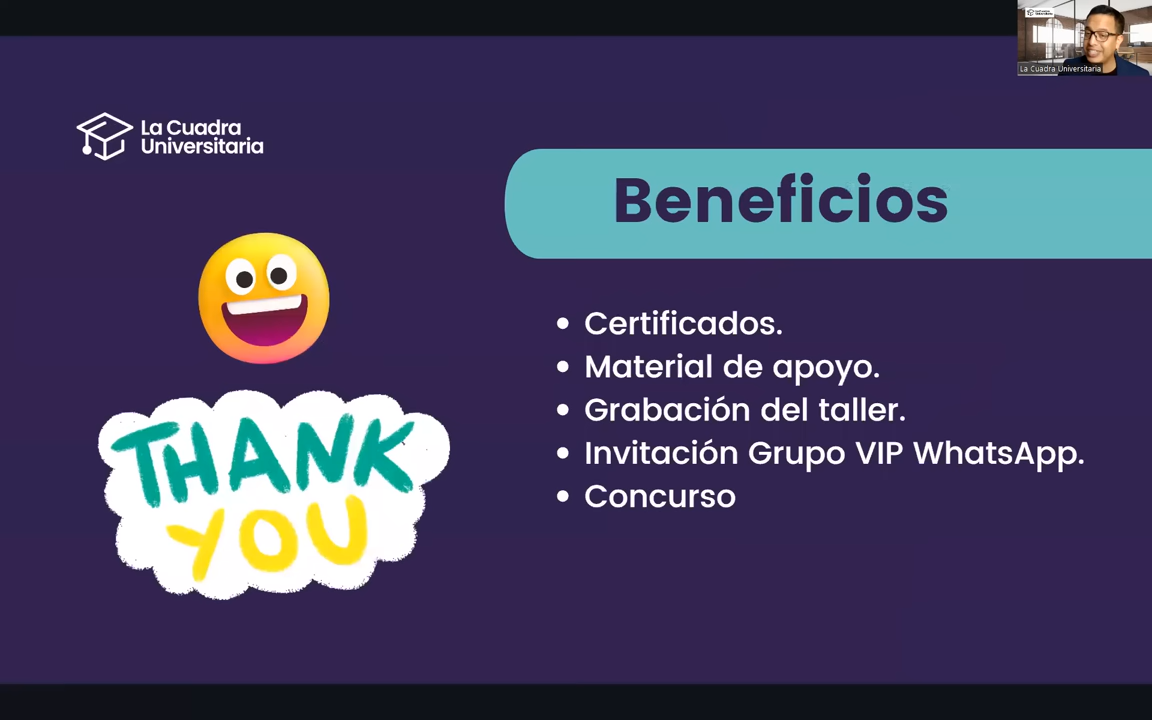 La Cuadra Universitaria
La Cuadra
Universitaria
Beneficios
THANK
YOU
Certificados.
Material de apoyo.
Grabación del taller.
Invitación Grupo VIP WhatsApp.
Concurso